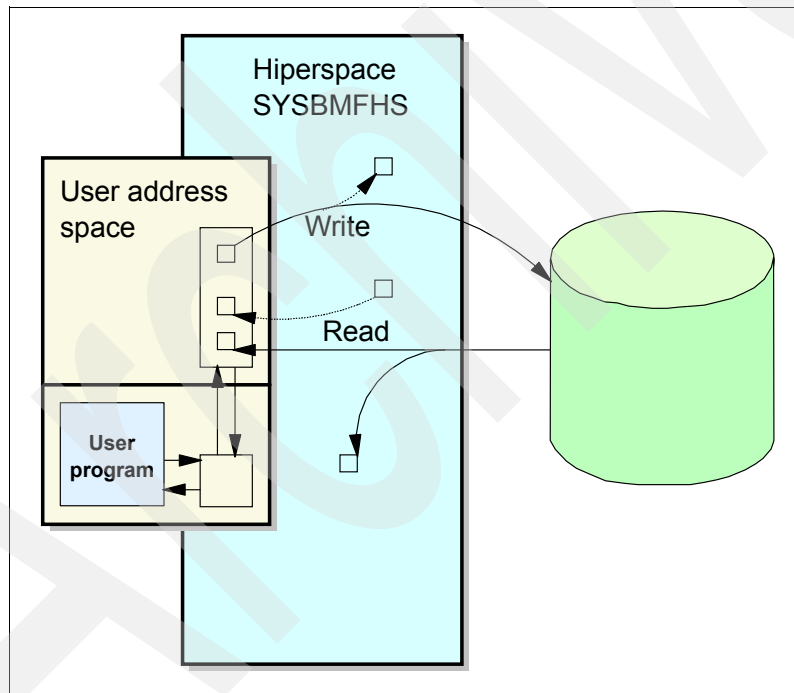 Hiperspace
SYSBMFHS
User address
space
Write
Read
User
program